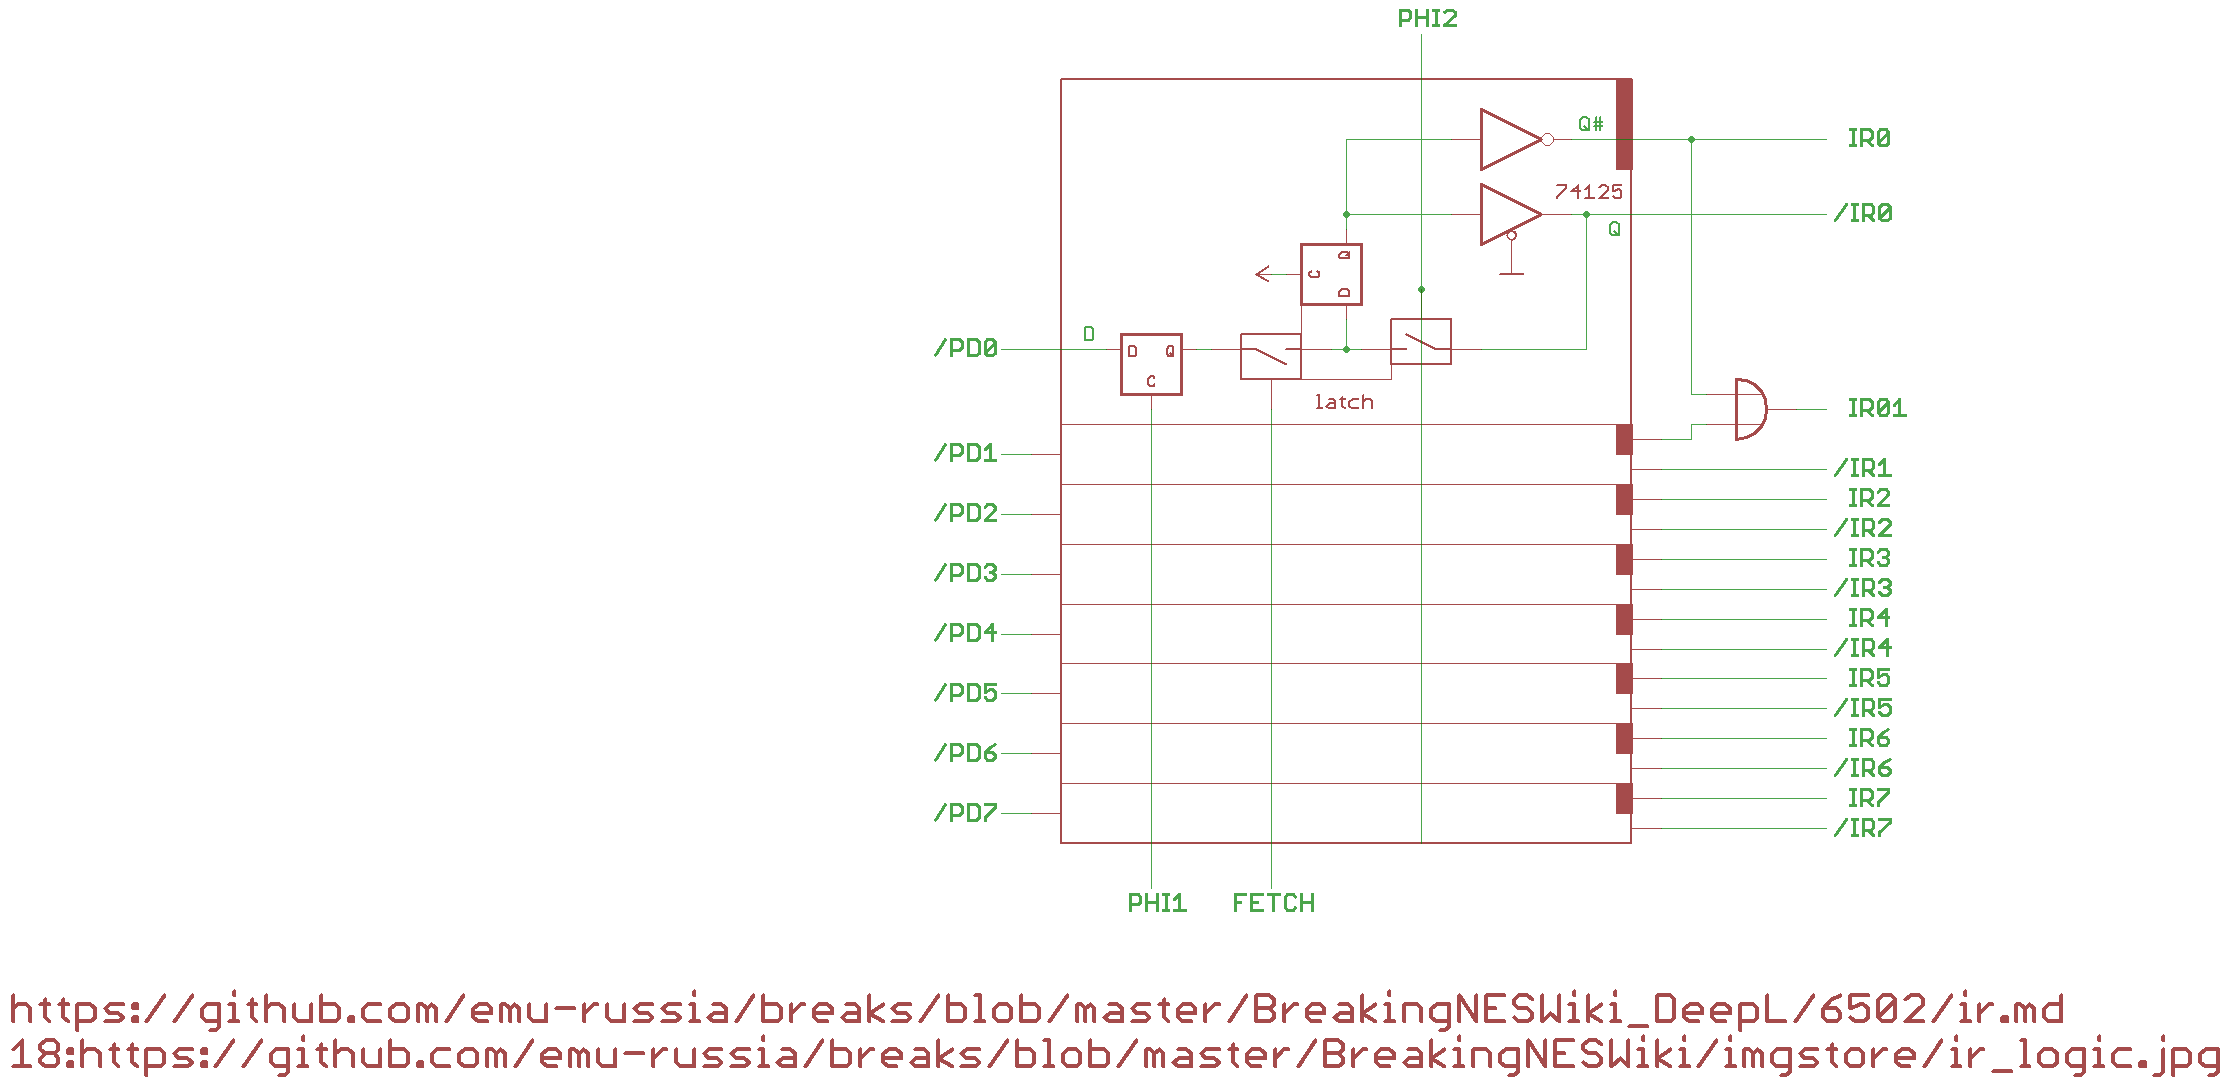 PHI2
Q#
IR0
74125
/IR0
Q
Q
C
D
/PD0
D
D
Q
C
latch
IR01
/PD1
/IR1
IR2
/PD2
/IR2
IR3
/PD3
/IR3
IR4
/PD4
/IR4
IR5
/PD5
/IR5
IR6
/PD6
/IR6
IR7
/PD7
/IR7
PHI1
FETCH
https://github.com/emu-russia/breaks/blob/master/BreakingNESWiki_DeepL/6502/ir.md
18:https://github.com/emu-russia/breaks/blob/master/BreakingNESWiki/imgstore/ir_logic.jpg